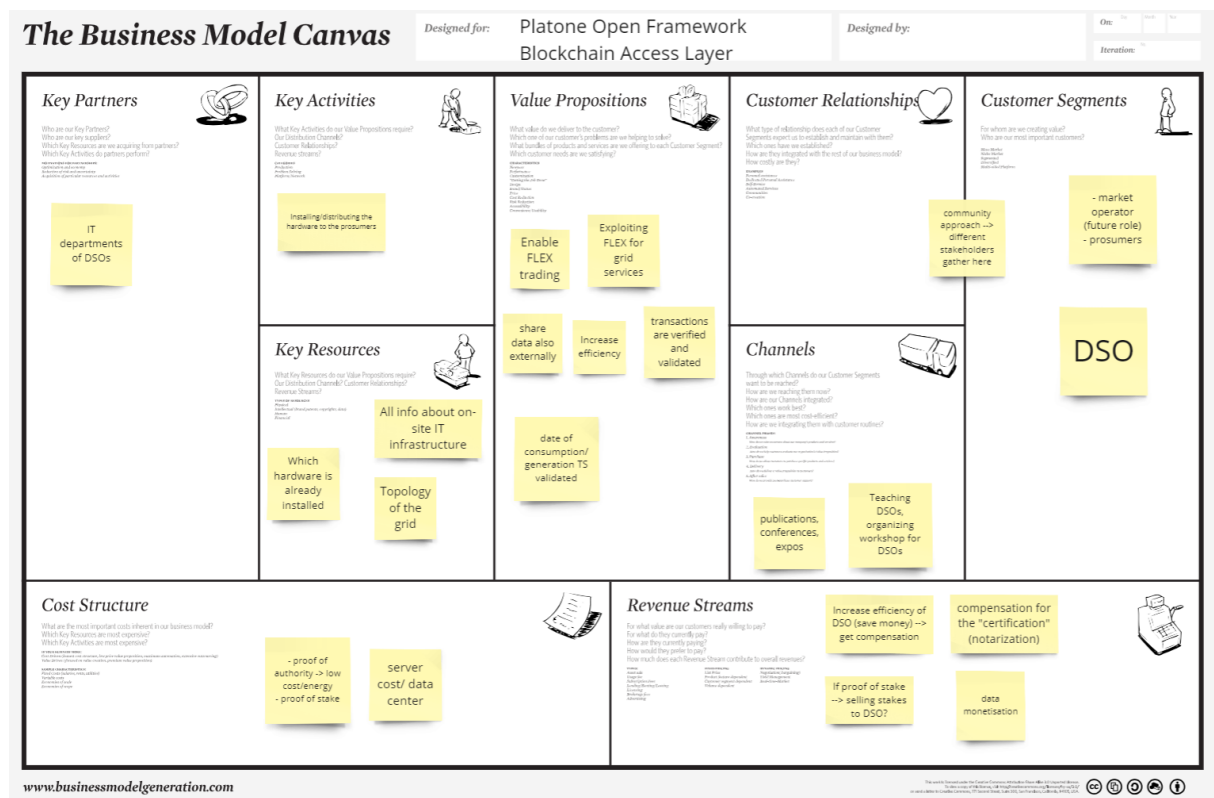 The Business Model Canvas
Designed for:
Platone Open Framework
Blockchain Access Layer
Designed by:
On:
Iteration:
Key Partners
Who are our Key Partners?
Who are our key suppliers?
Which Key Resources are we acquiring from partners?
Which Key Activities do partners perform?
IT
departments
of DSOs
Key Activities
What Key Activities do our Value Propositions require?
Our Distribution Channels?
Customer Relationships?
Revenue streams?
Installing/distributing the
hardware to the prosumers
Key Resources
What Key Resources do our Value Propositions require?
Our Distribution Channels? Customer Relationships?
Revenue Streams?
All info about on-
site IT
infrastructure
Which
hardware is
already
installed
Topology
of the
grid
Value Propositions
What value do we deliver to the customer?
Which one of our customer's problems are we helping to solve?
What bundles of products and services are we offering to each Customer Segment?
Which customer needs are we satisfying?
Enable
FLEX
trading
Exploiting
FLEX for
grid
services
share
data also
externally
Increase
efficiency
transactions
are verified
and
validated
date of
consumption/
generation TS
validated
Customer Relationships
What type of relationship does each of our Customer
Segments expect us to establish and maintain with them?
Which ones have we established?
How are they integrated with the rest of our business model?
How costly are they?
community
approach -->
different
stakeholders
gather here
Channels
Through which Channels do our Customer Segments
want to be reached?
How are we reaching them now?
How are our Channels integrated?
Which ones work best?
Which ones are most cost-efficient?
How are we integrating them with customer routines?
publications,
conferences,
expos
Teaching
DSOs,
organizing
workshop for
DSOs
Customer Segments
For whom are we creating value?
Who are our most important customers?
- market
operator
(future role)
- prosumers
DSO
Cost Structure
What are the most important costs inherent in our business model?
Which Key Resources are most expensive?
Which Key Activities are most expensive?
- proof of
authority -> low
cost/energy
- proof of stake
server
cost/ data
center
Revenue Streams
For what value are our customers really willing to pay?
For what do they currently pay?
How are they currently paying?
How would they prefer to pay?
How much does each Revenue Stream contribute to overall revenues?
Increase efficiency of
DSO (save money) -->
get compensation
compensation for
the "certification"
(notarization)
If proof of stake
--> selling stakes
to DSO?
data
monetisation
www.businessmodelgeneration.com